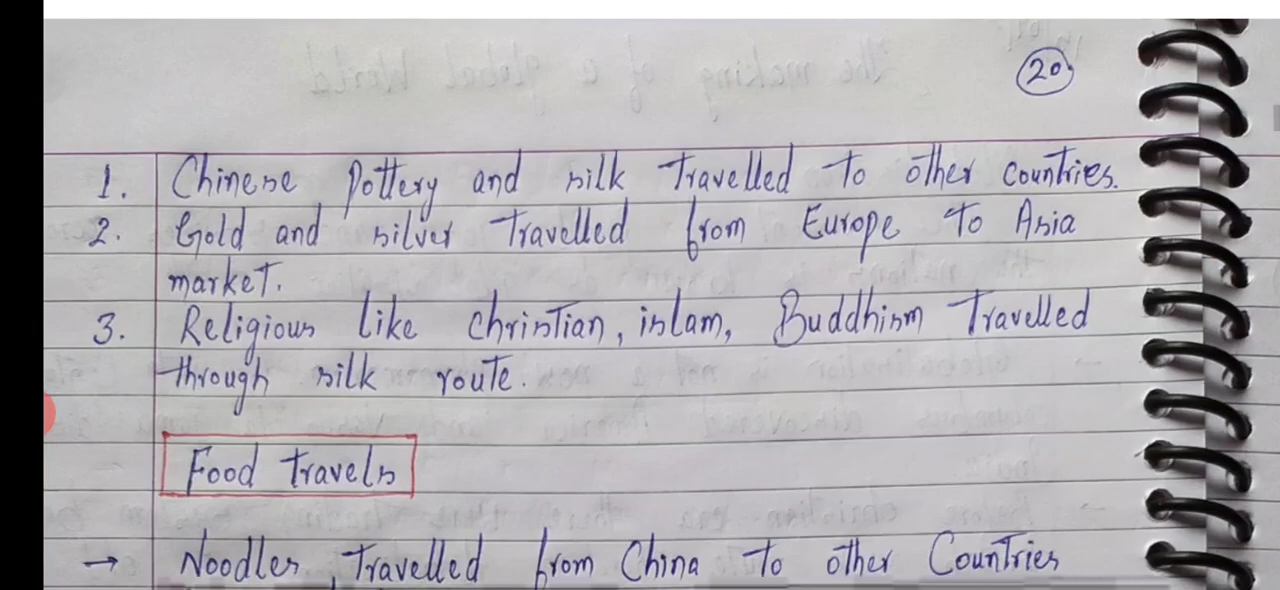 20
1. Chinese Pottery and silk travelled to other countries.
2. Gold and silver travelled from Europe to Asia
market.
3. Religious like christian, islam, Buddhism Travelled
through silk route.
Food travels
→ Noodles, travelled from China to other Countries